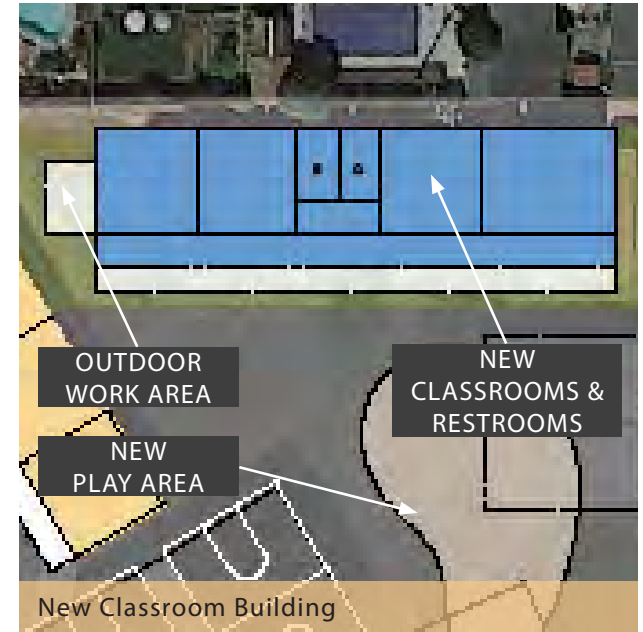 OUTDOOR
WORK AREA
NEW
CLASSROOMS &
RESTROOMS
NEW
PLAY AREA
New Classroom Building